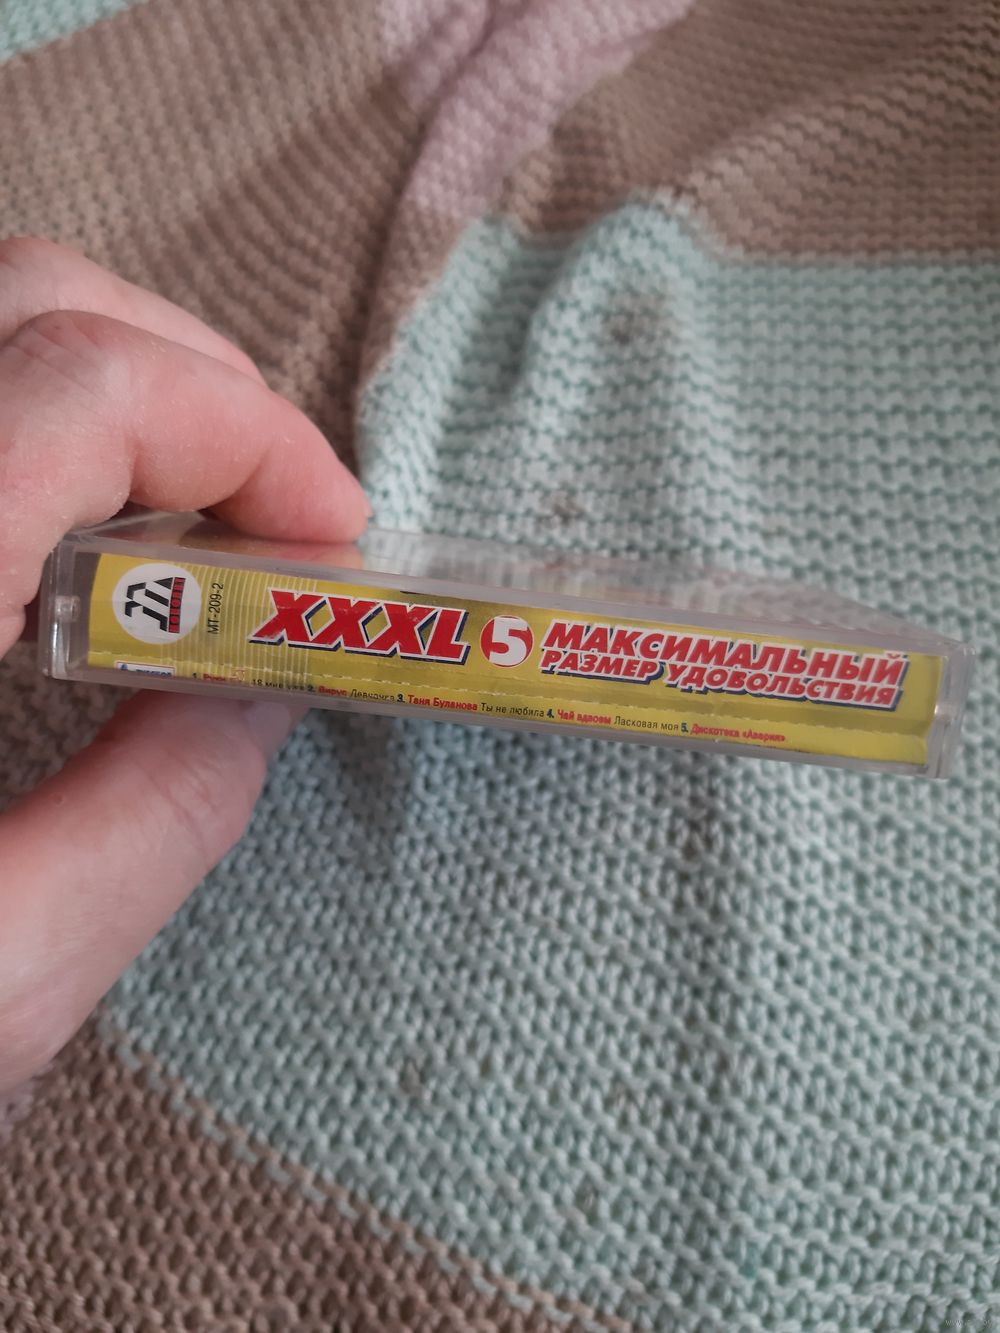 МТ-209-2
XXXL 5 МАКСИМАЛЬНЫЙ
РАЗМЕР УДОВОЛЬСТВИЯ
1. 18 мне уже 2. Вирус Девчонка 3. Таня Буланова Ты не любила 4. Чай вдвоем Ласковая моя 5. Дискотека «Авария»